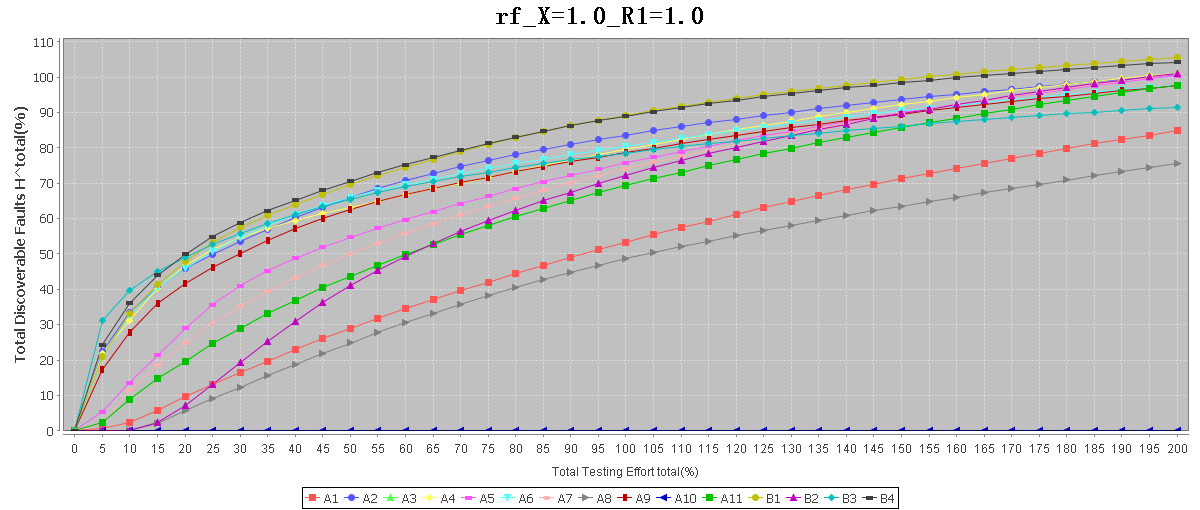 rf_X=1.0_R1=1.0
Total Discoverable Faults H^total(%)
110
100
90
80
70
60
50
40
30
20
10
0
0 5 10 15 20 25 30 35 40 45 50 55 60 65 70 75 80 85 90 95 100 105 110 115 120 125 130 135 140 145 150 155 160 165 170 175 180 185 190 195 200
Total Testing Effort total(%)
A1 A2 A3 A4 A5 A6 A7 A8 A9 A10 A11 B1 B2 B3 B4